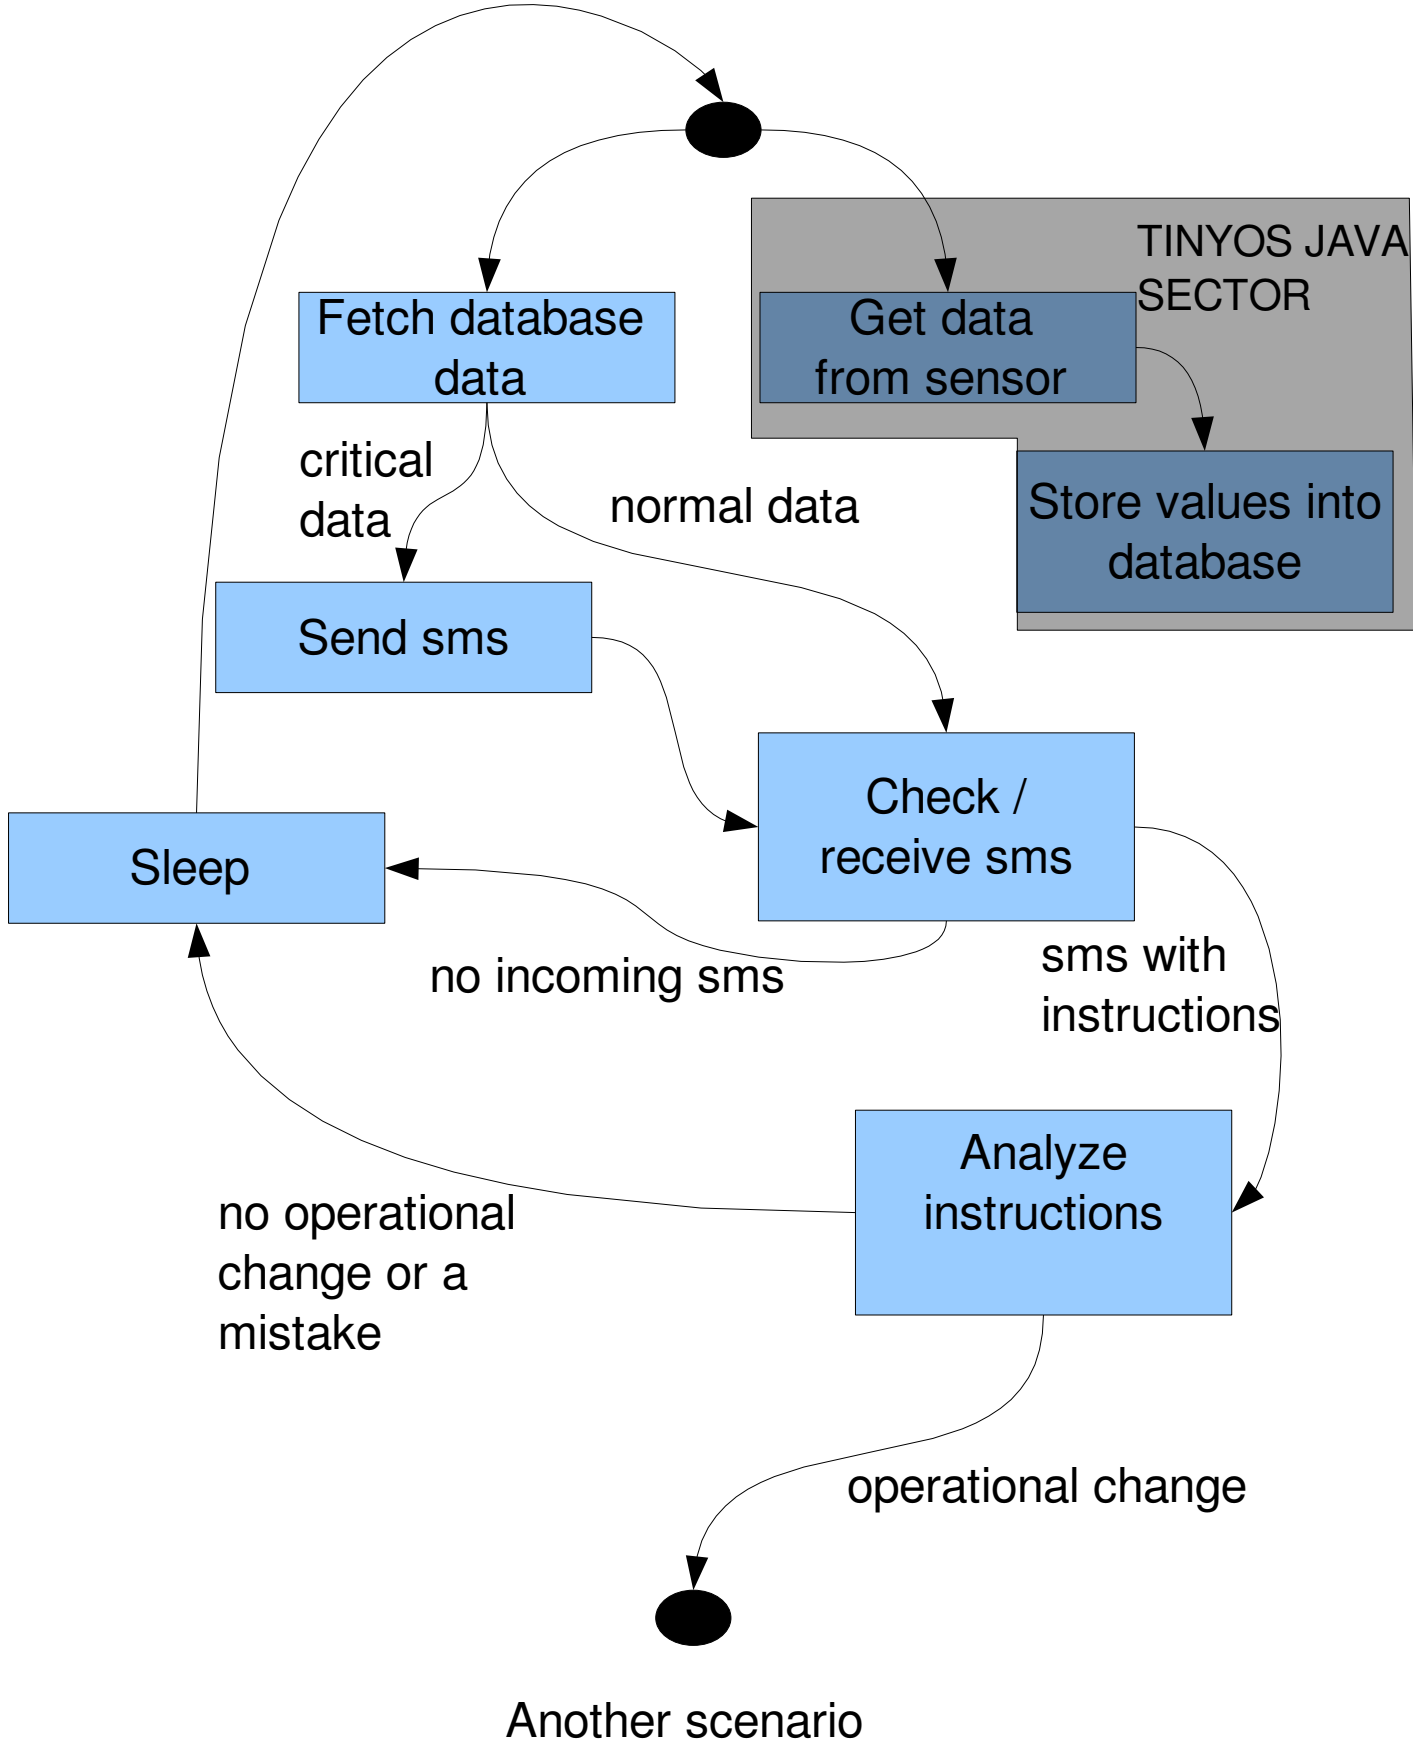 TINYOS JAVA
SECTOR
Fetch database
data
Get data
from sensor
critical
data
normal data
Store values into
database
Send sms
Check /
receive sms
Sleep
no incoming sms
sms with
instructions
Analyze
instructions
no operational
change or a
mistake
operational change
Another scenario